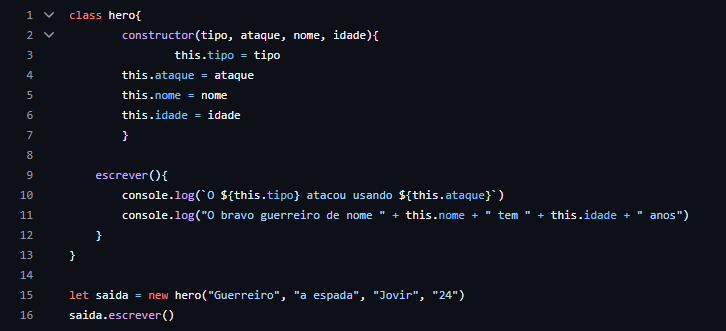 1 class hero{
2 constructor(tipo, ataque, nome, idade){
3 this.tipo = tipo
4 this.ataque = ataque
5 this.nome = nome
6 this.idade = idade
7 }
8
9 escrever(){
10 console.log(`O ${this.tipo} atacou usando ${this.ataque}`)
11 console.log("O bravo guerreiro de nome " + this.nome + " tem " + this.idade + " anos")
12 }
13 }
14
15 let saida = new hero("Guerreiro", "a espada", "Jovir", "24")
16 saida.escrever()